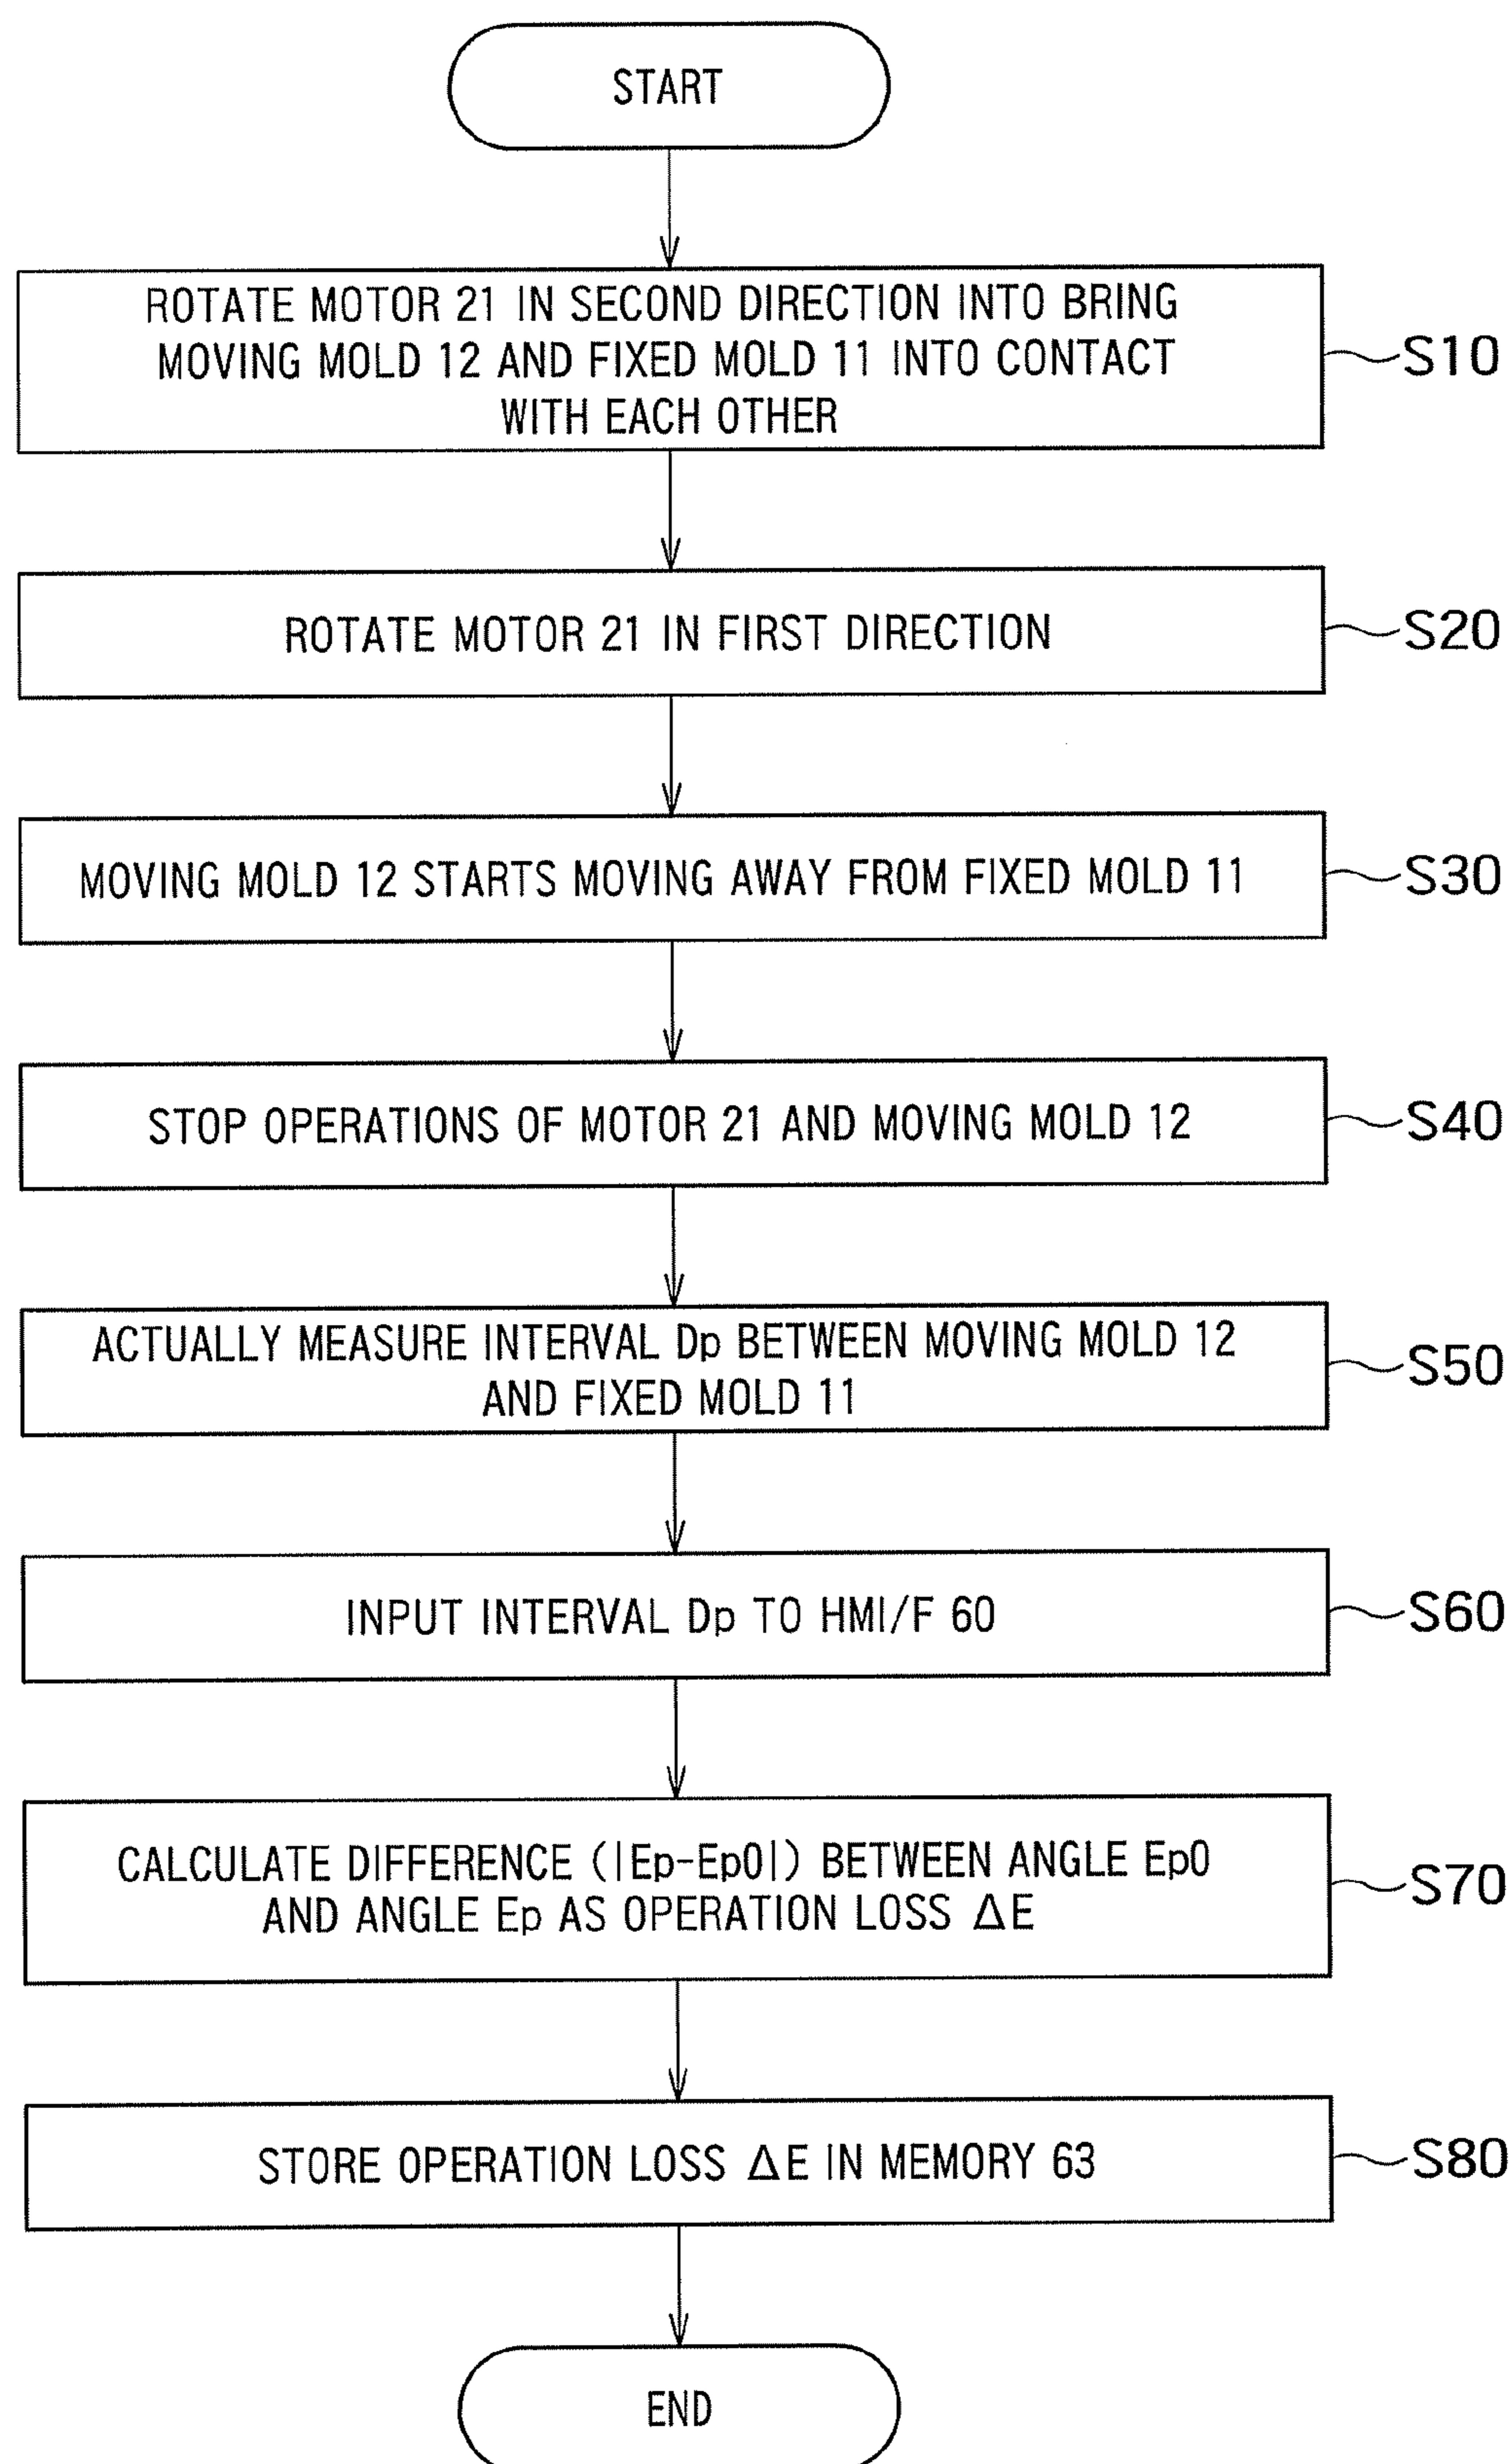 START
ROTATE MOTOR 21 IN SECOND DIRECTION INTO BRING
MOVING MOLD 12 AND FIXED MOLD 11 INTO CONTACT
WITH EACH OTHER
S10
ROTATE MOTOR 21 IN FIRST DIRECTION
S20
MOVING MOLD 12 STARTS MOVING AWAY FROM FIXED MOLD 11
S30
STOP OPERATIONS OF MOTOR 21 AND MOVING MOLD 12
S40
ACTUALLY MEASURE INTERVAL Dp BETWEEN MOVING MOLD 12
AND FIXED MOLD 11
S50
INPUT INTERVAL Dp TO HMI/F 60
S60
CALCULATE DIFFERENCE (|Ep-Ep0|) BETWEEN ANGLE Ep0
AND ANGLE Ep AS OPERATION LOSS ΔE
S70
STORE OPERATION LOSS ΔE IN MEMORY 63
S80
END